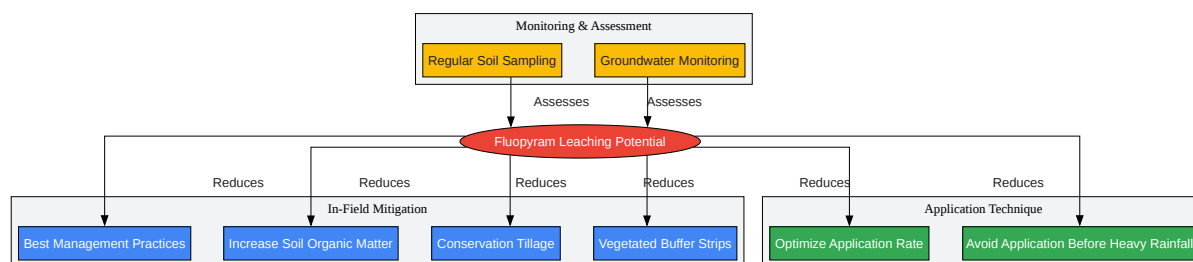 Monitoring & Assessment
Regular Soil Sampling
Groundwater Monitoring
Assesses
Assesses
Fluopyram Leaching Potential
Reduces
Reduces
Reduces
Reduces
Reduces
Reduces
In-Field Mitigation
Application Technique
Best Management Practices
Increase Soil Organic Matter
Conservation Tillage
Vegetated Buffer Strips
Optimize Application Rate
Avoid Application Before Heavy Rainfall